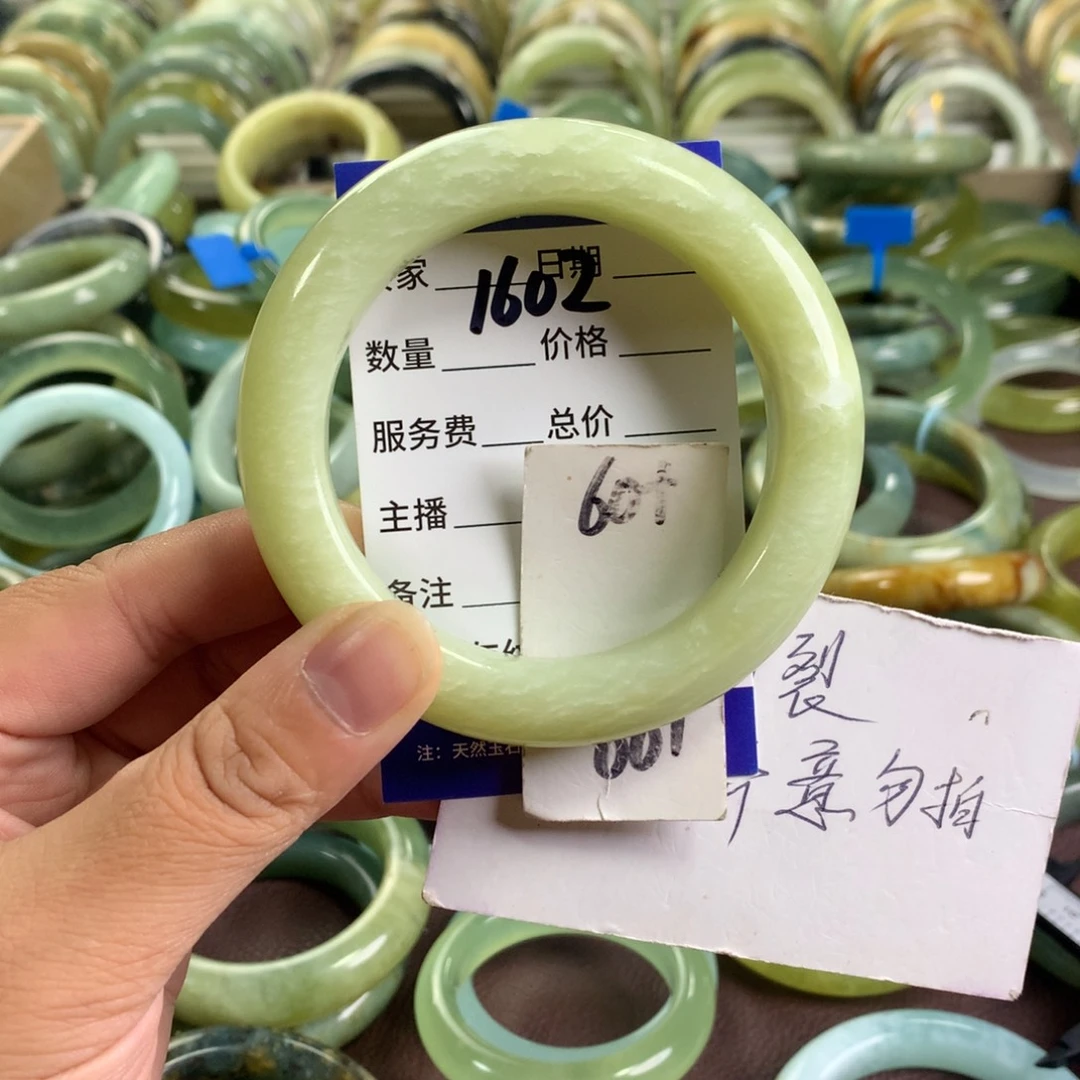 家 1602 日期
数量 价格
服务费 总价
主播
备注
60+
注：天然玉石
裂
意勿拍